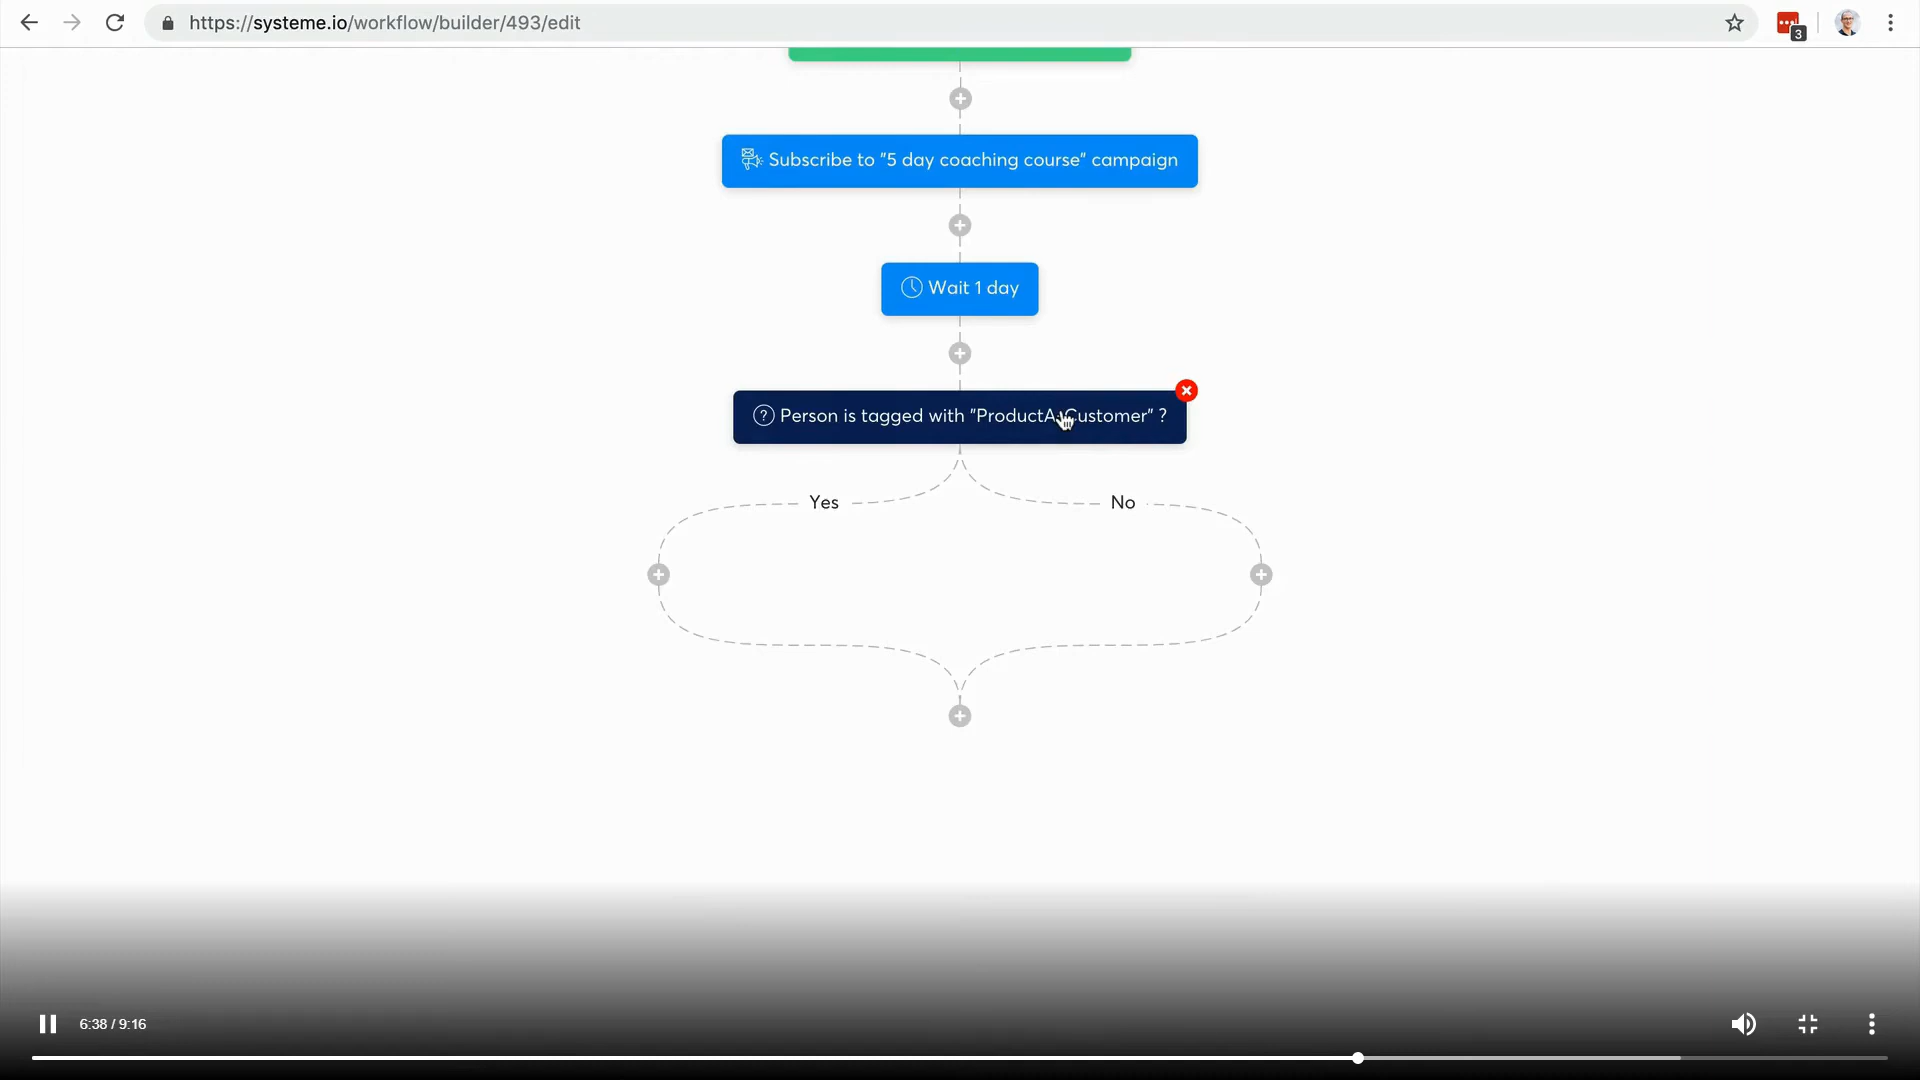 https://systeme.io/workflow/builder/493/edit
3
Subscribe to "5 day coaching course" campaign
Wait 1 day
Person is tagged with "ProductA-Customer" ?
Yes
No
6:38 / 9:16